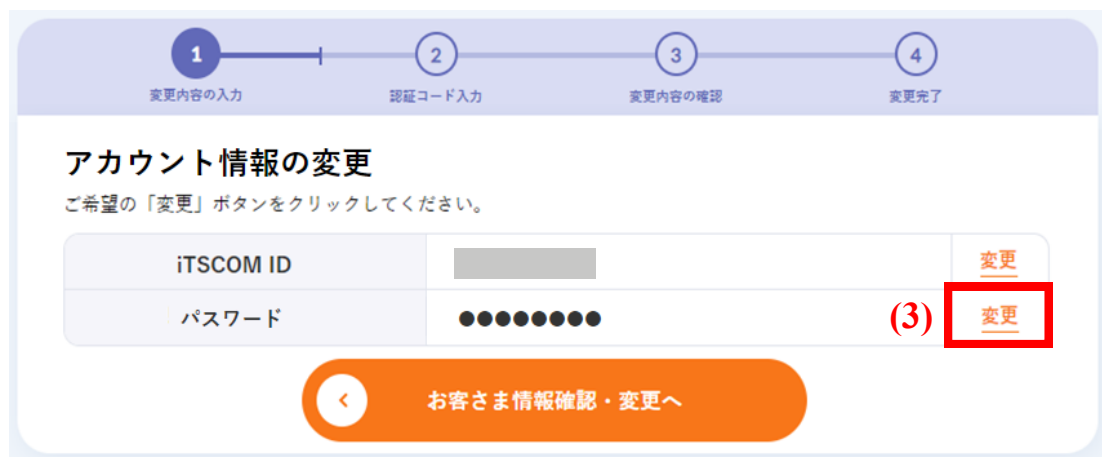 1 2 3 4
変更内容の入力 認証コード入力 変更内容の確認 変更完了
アカウント情報の変更
ご希望の「変更」ボタンをクリックしてください。
iTSCOM ID 変更
パスワード ●●●●●●●● (3) 変更
お客さま情報確認・変更へ